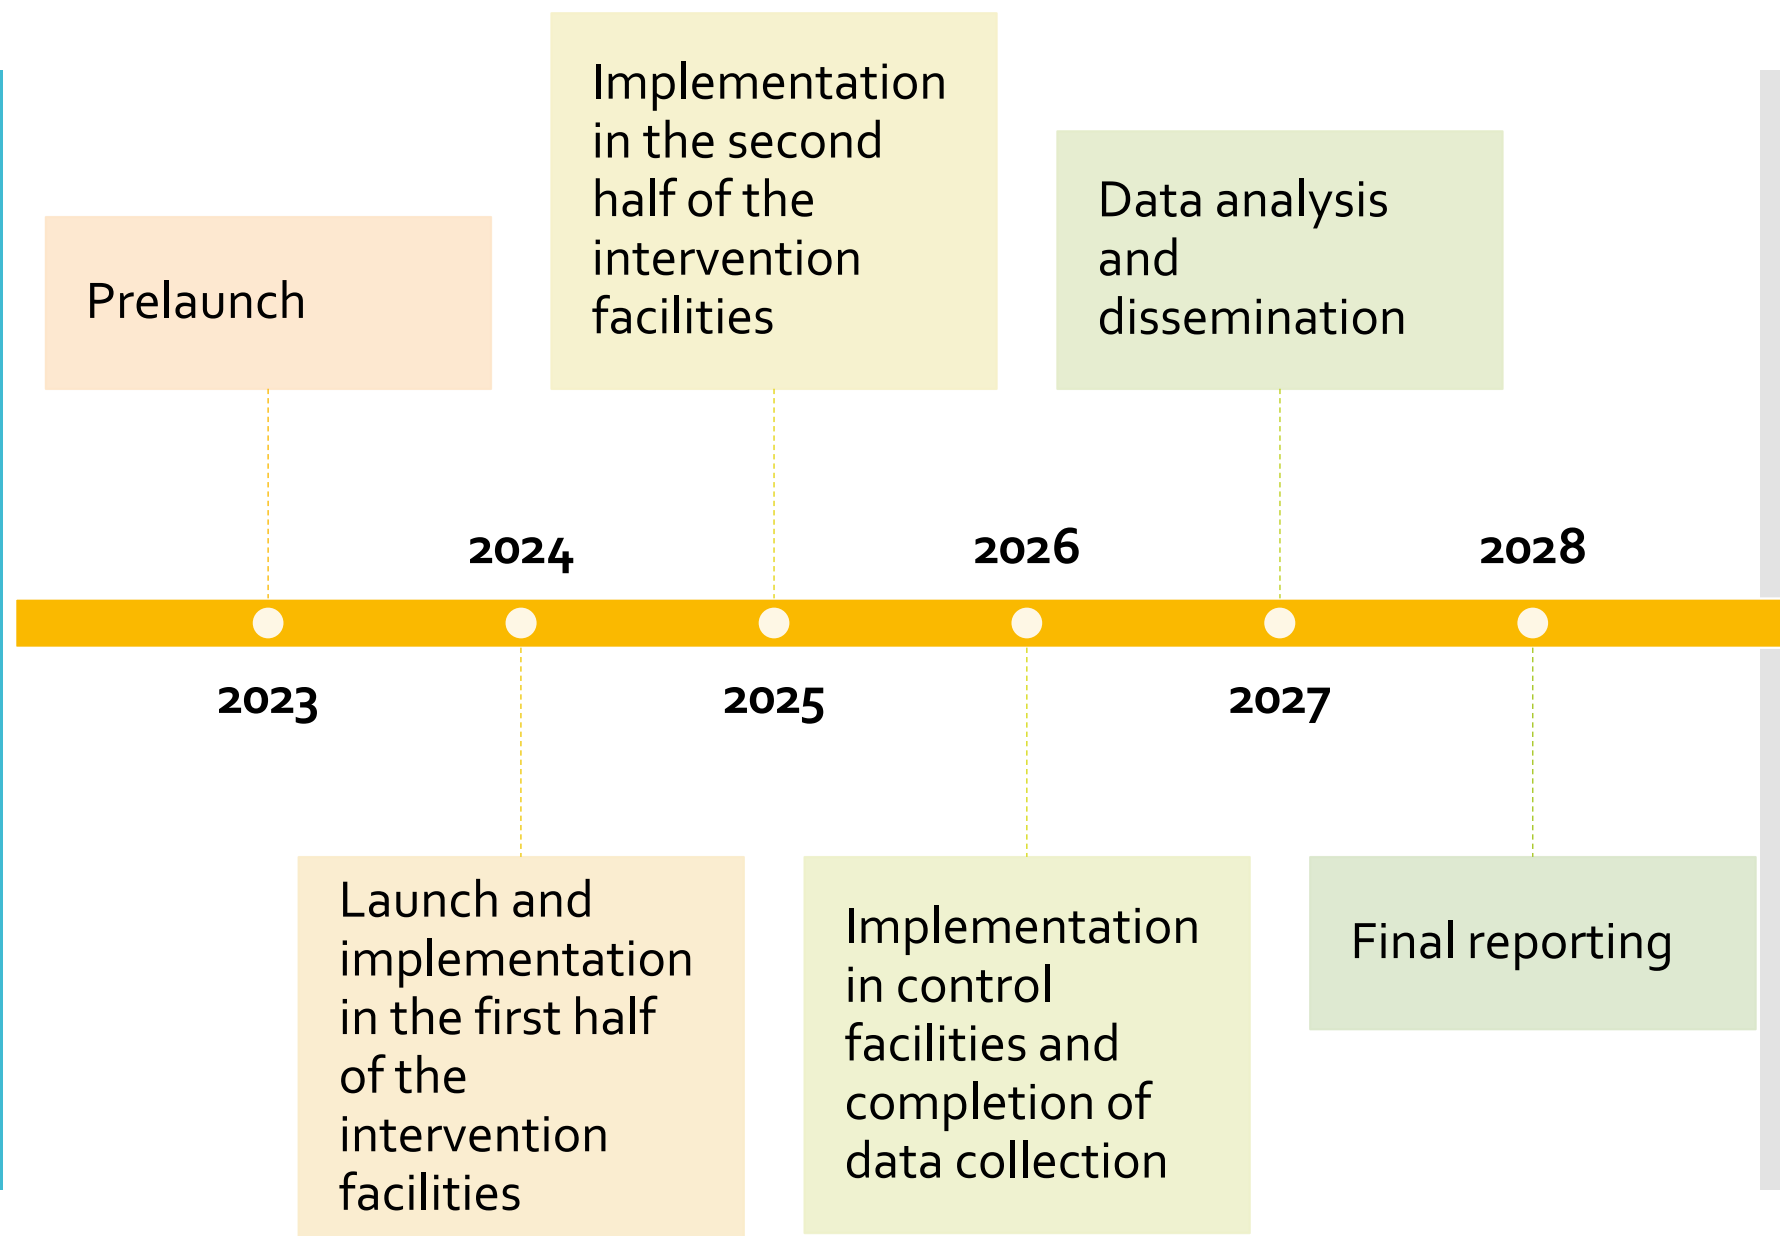 Prelaunch
Implementation
in the second
half of the
intervention
facilities
Data analysis
and
dissemination
2024
2026
2028
2023
2025
2027
Launch and
implementation
in the first half
of the
intervention
facilities
Implementation
in control
facilities and
completion of
data collection
Final reporting